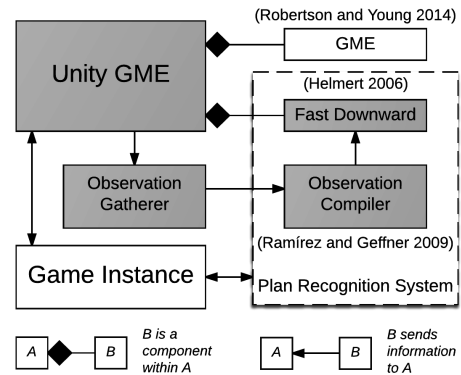 (Robertson and Young 2014)
Unity GME
GME
(Helmert 2006)
Fast Downward
Observation
Gatherer
Observation
Compiler
(Ramírez and Geffner 2009)
Game Instance
Plan Recognition System
A
B
B is a
component
within A
A
B
B sends
information
to A